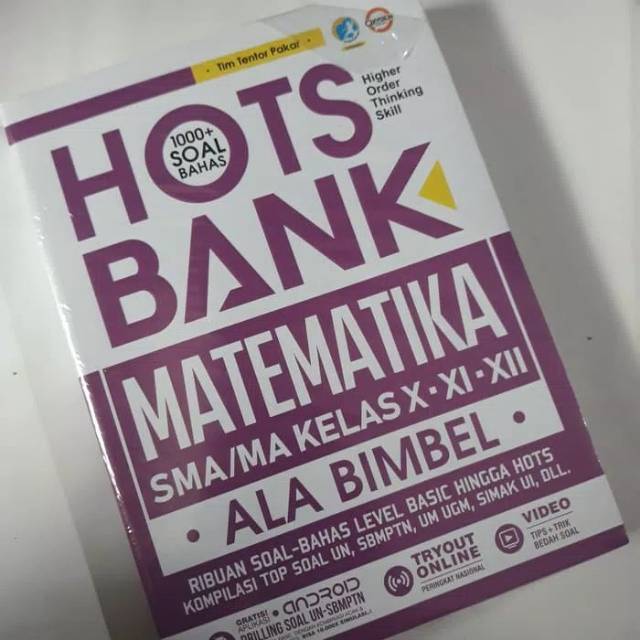 Tim Tentor Pakar
HOTS
1000+
SOAL
BAHAS
Higher
Order
Thinking
Skill
BANK
MATEMATIKA
SMA/MA KELAS X-XI-XII
• ALA BIMBEL •
RIBUAN SOAL-BAHAS LEVEL BASIC HINGGA HOTS
KOMPILASI TOP SOAL UN, SBMPTN, UM UGM, SIMAK UI, DLL.
GRATIS!
APLIKASI
• ANDROID
DRILLING SOAL UN-SBMPTN
TRYOUT
ONLINE
PERINGKAT NASIONAL
VIDEO
TIPS+TRIK
BEDAH SOAL